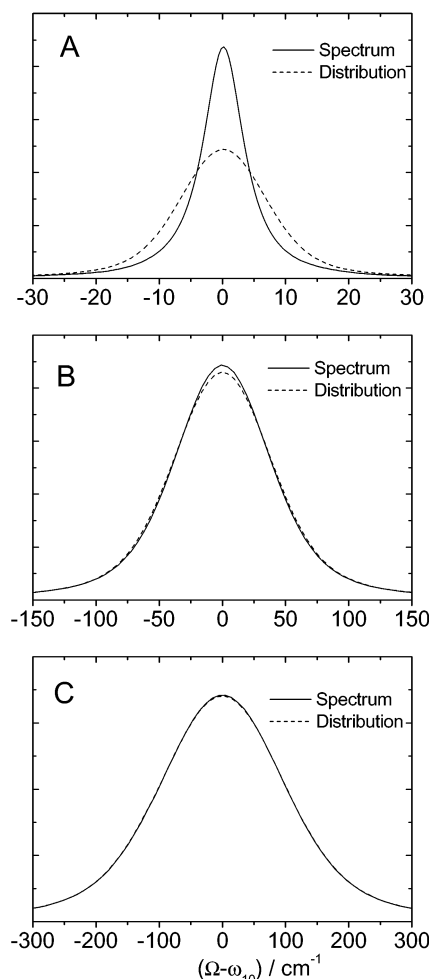 A
Spectrum
Distribution
-30 -20 -10 0 10 20 30
B
Spectrum
Distribution
-150 -100 -50 0 50 100 150
C
Spectrum
Distribution
-300 -200 -100 0 100 200 300
(Ω-ω₁₀) / cm⁻¹